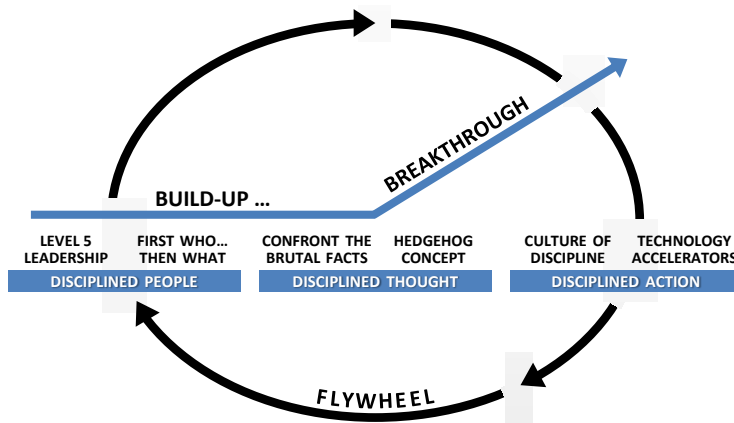 BREAKTHROUGH
BUILD-UP ...
LEVEL 5
LEADERSHIP
FIRST WHO...
THEN WHAT
CONFRONT THE
BRUTAL FACTS
HEDGEHOG
CONCEPT
CULTURE OF
DISCIPLINE
TECHNOLOGY
ACCELERATORS
DISCIPLINED PEOPLE
DISCIPLINED THOUGHT
DISCIPLINED ACTION
FLYWHEEL